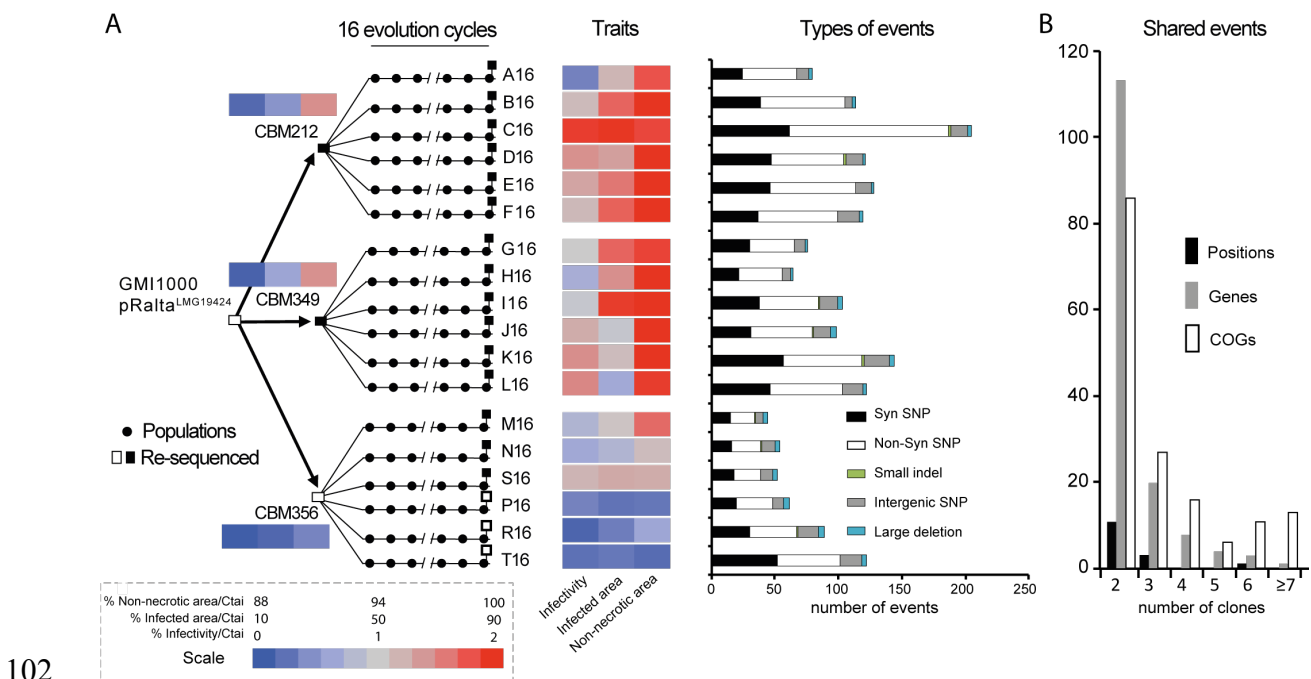 A
16 evolution cycles
Traits
Types of events
B
Shared events
CBM212
A16
B16
C16
D16
E16
F16
GMI1000
pRalta^LMG19424
CBM349
G16
H16
I16
J16
K16
L16
Populations
Re-sequenced
CBM356
M16
N16
S16
P16
R16
T16
Infectivity
Infected area
Non-necrotic area
Syn SNP
Non-Syn SNP
Small indel
Intergenic SNP
Large deletion
0 50 100 150 200 250
number of events
120
100
80
60
40
20
0
Positions
Genes
COGs
2 3 4 5 6 ≥7
number of clones
% Non-necrotic area/Ctai 88 94 100
% Infected area/Ctai 10 50 90
% Infectivity/Ctai 0 1 2
Scale
102